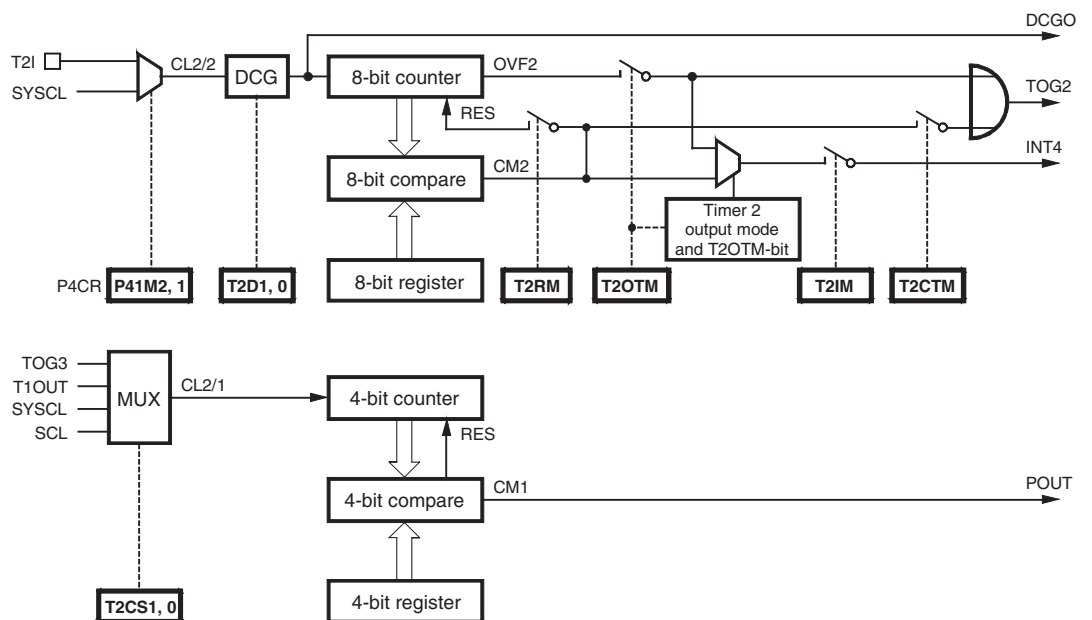 DCGO
T2I
CL2/2
DCG
8-bit counter
OVF2
TOG2
SYSCL
RES
INT4
8-bit compare
CM2
Timer 2
output mode
and T2OTM-bit
P4CR
P41M2, 1
T2D1, 0
8-bit register
T2RM
T2OTM
T2IM
T2CTM
TOG3
T1OUT
SYSCL
SCL
MUX
CL2/1
4-bit counter
RES
4-bit compare
CM1
POUT
T2CS1, 0
4-bit register